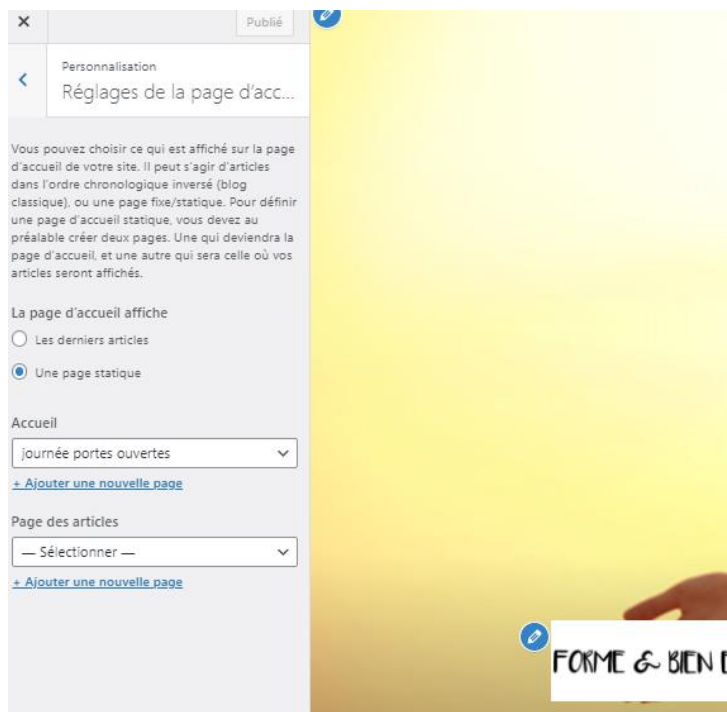 Publié
Personnalisation
Réglages de la page d'acc...
Vous pouvez choisir ce qui est affiché sur la page
d'accueil de votre site. Il peut s'agir d'articles
dans l'ordre chronologique inversé (blog
classique), ou une page fixe/statique. Pour définir
une page d'accueil statique, vous devez au
préalable créer deux pages. Une qui deviendra la
page d'accueil, et une autre qui sera celle où vos
articles seront affichés.
La page d'accueil affiche
Les derniers articles
Une page statique
Accueil
journée portes ouvertes
+ Ajouter une nouvelle page
Page des articles
— Sélectionner —
+ Ajouter une nouvelle page
FORME & BIEN